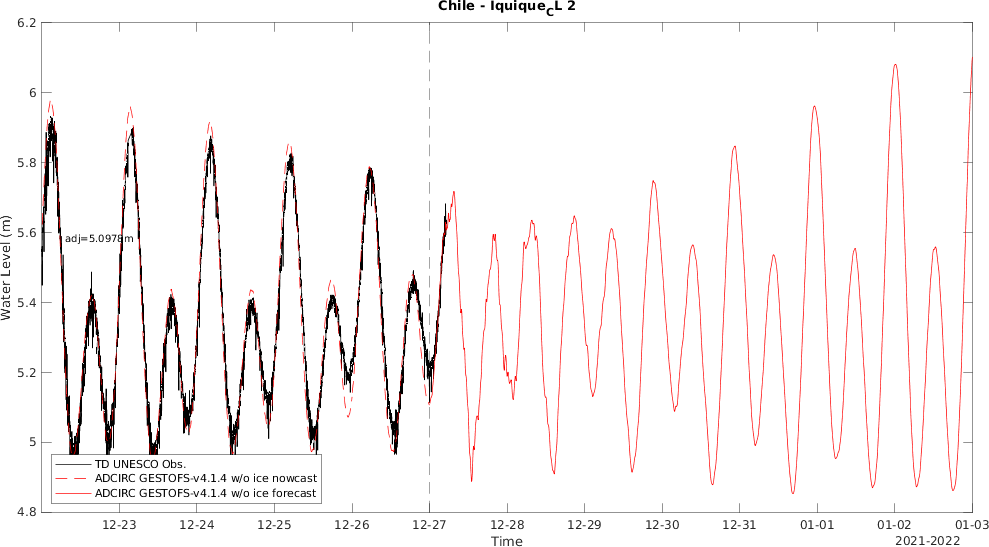 Chile - Iquique_CL 2
6.2
6
5.8
5.6
5.4
5.2
5
4.8
Water Level (m)
adj=5.0978m
TD UNESCO Obs.
ADCIRC GESTOFS-v4.1.4 w/o ice nowcast
ADCIRC GESTOFS-v4.1.4 w/o ice forecast
12-23 12-24 12-25 12-26 12-27 12-28 12-29 12-30 12-31 01-01 01-02 01-03
Time
2021-2022